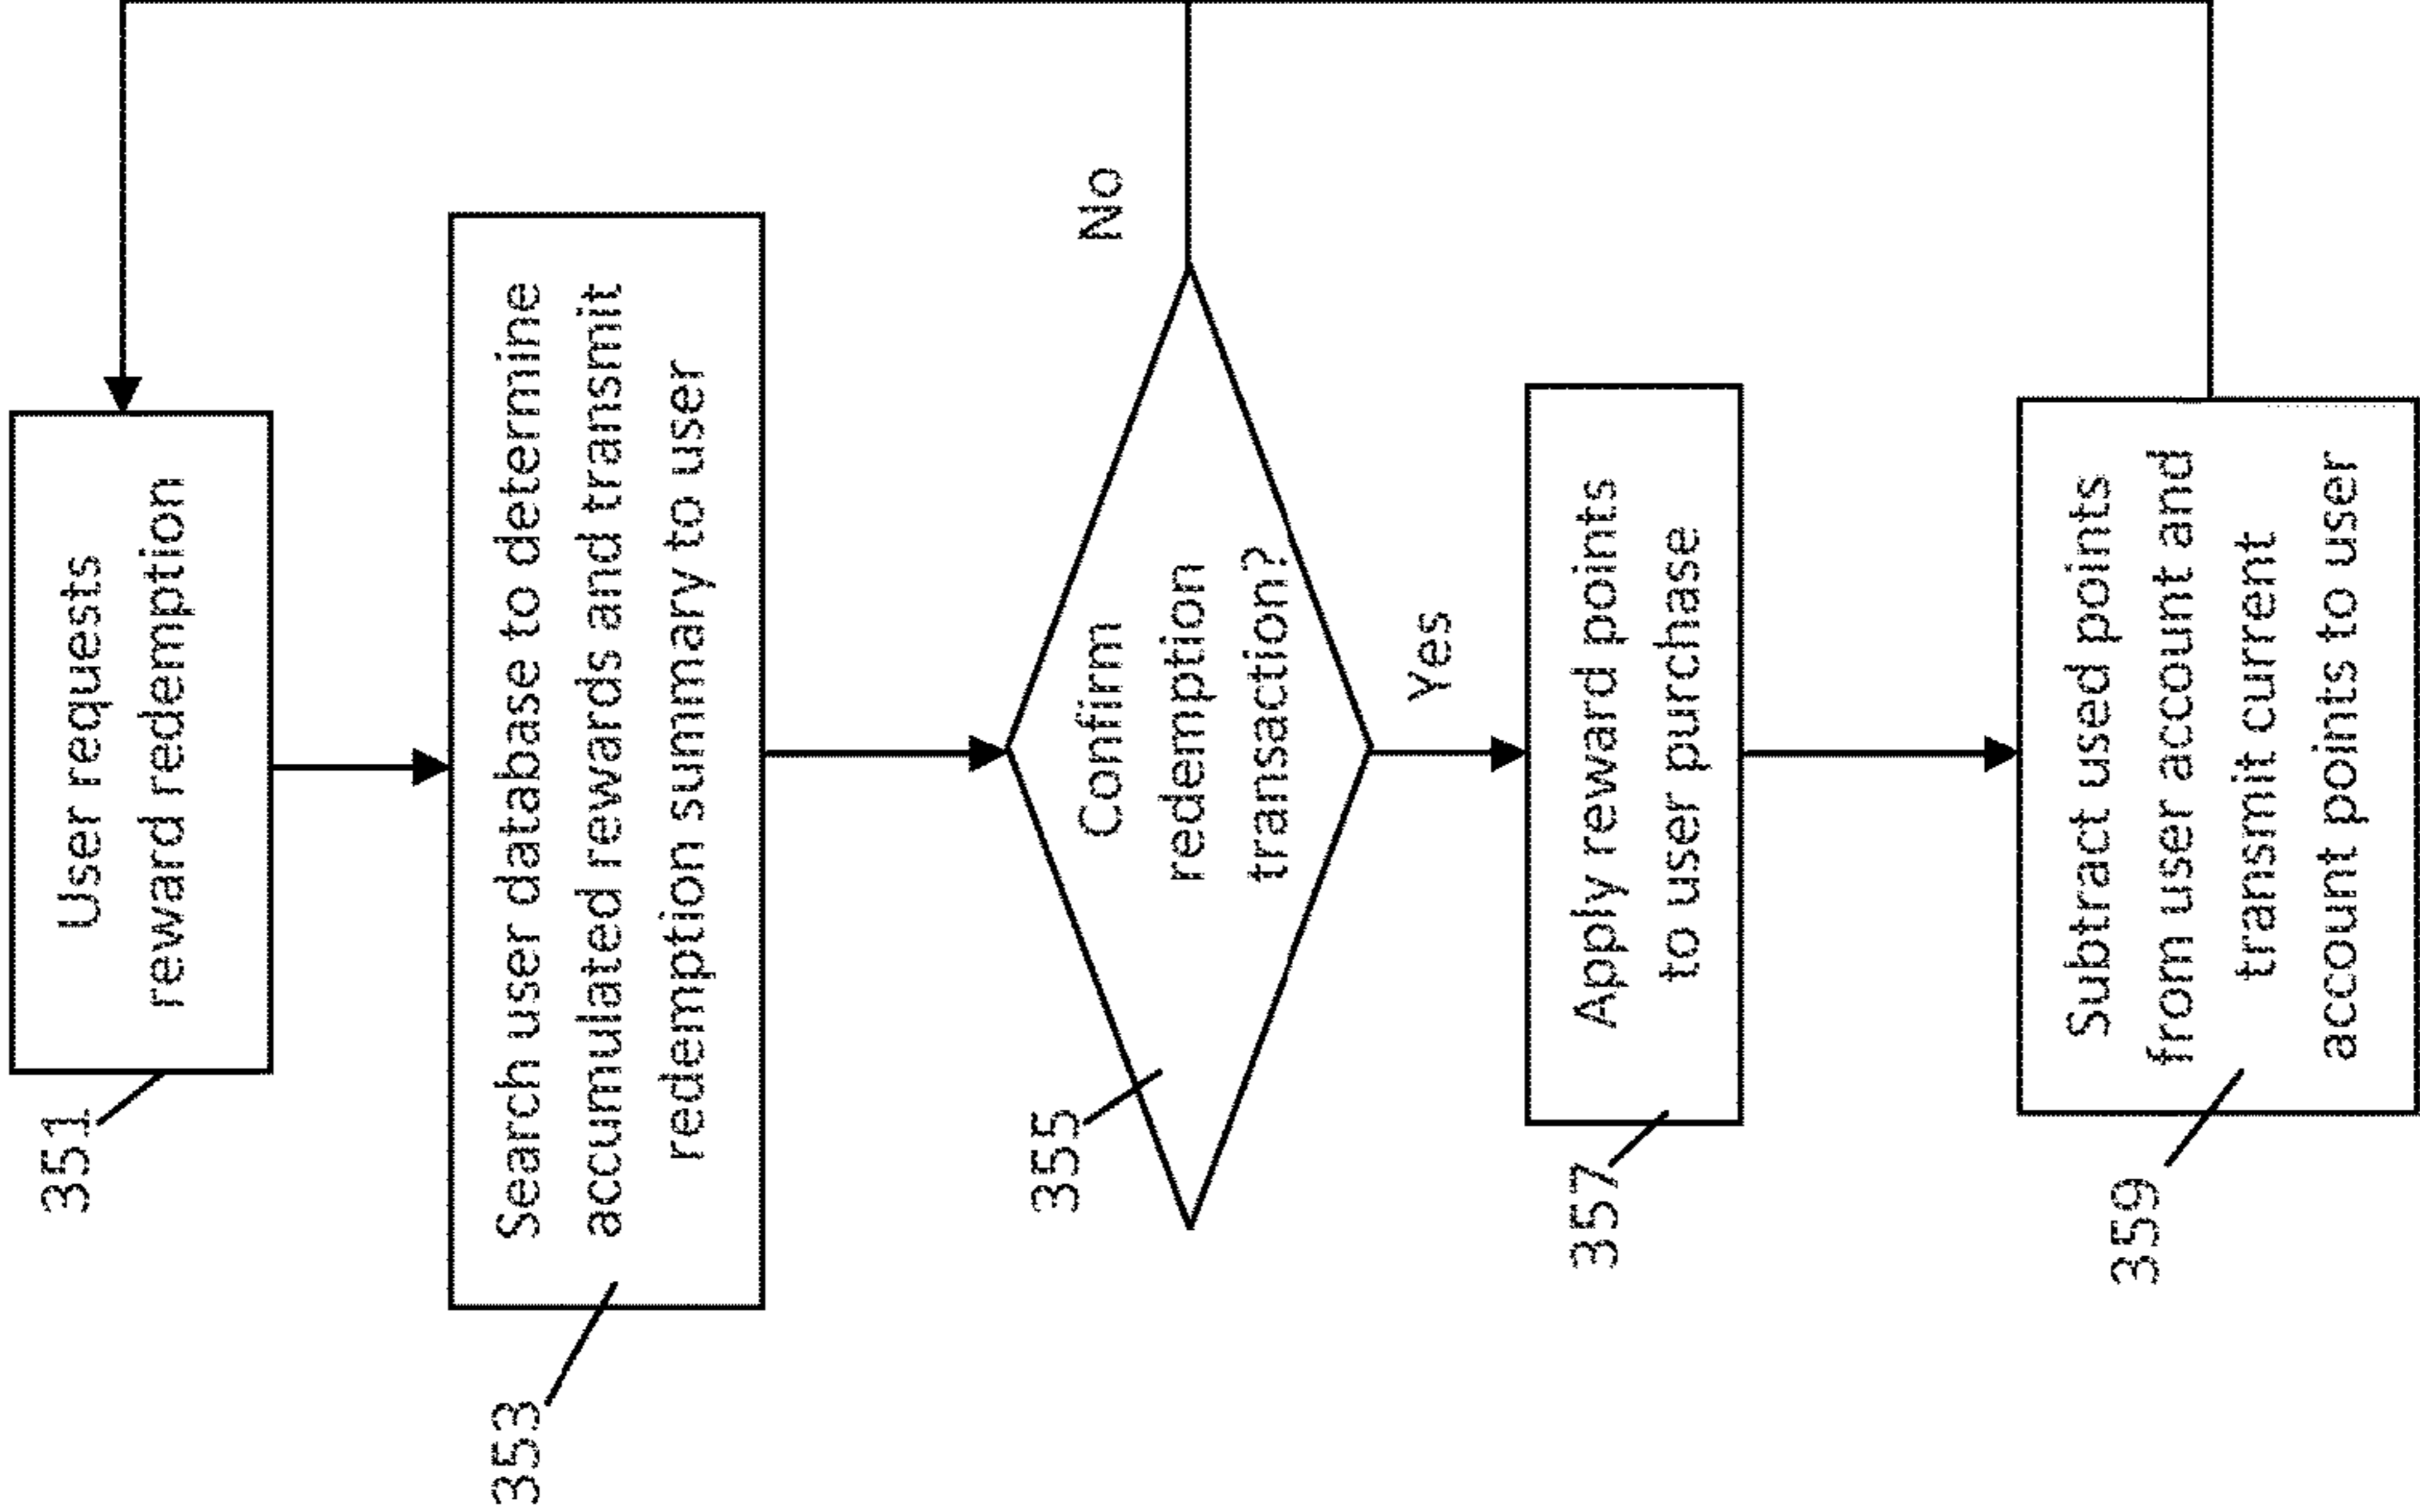 351
User requests
reward redemption
353
Search user database to determine
accumulated rewards and transmit
redemption summary to user
355
Confirm
redemption
transaction?
No
Yes
357
Apply reward points
to user purchase
359
Subtract used points
from user account and
transmit current
account points to user